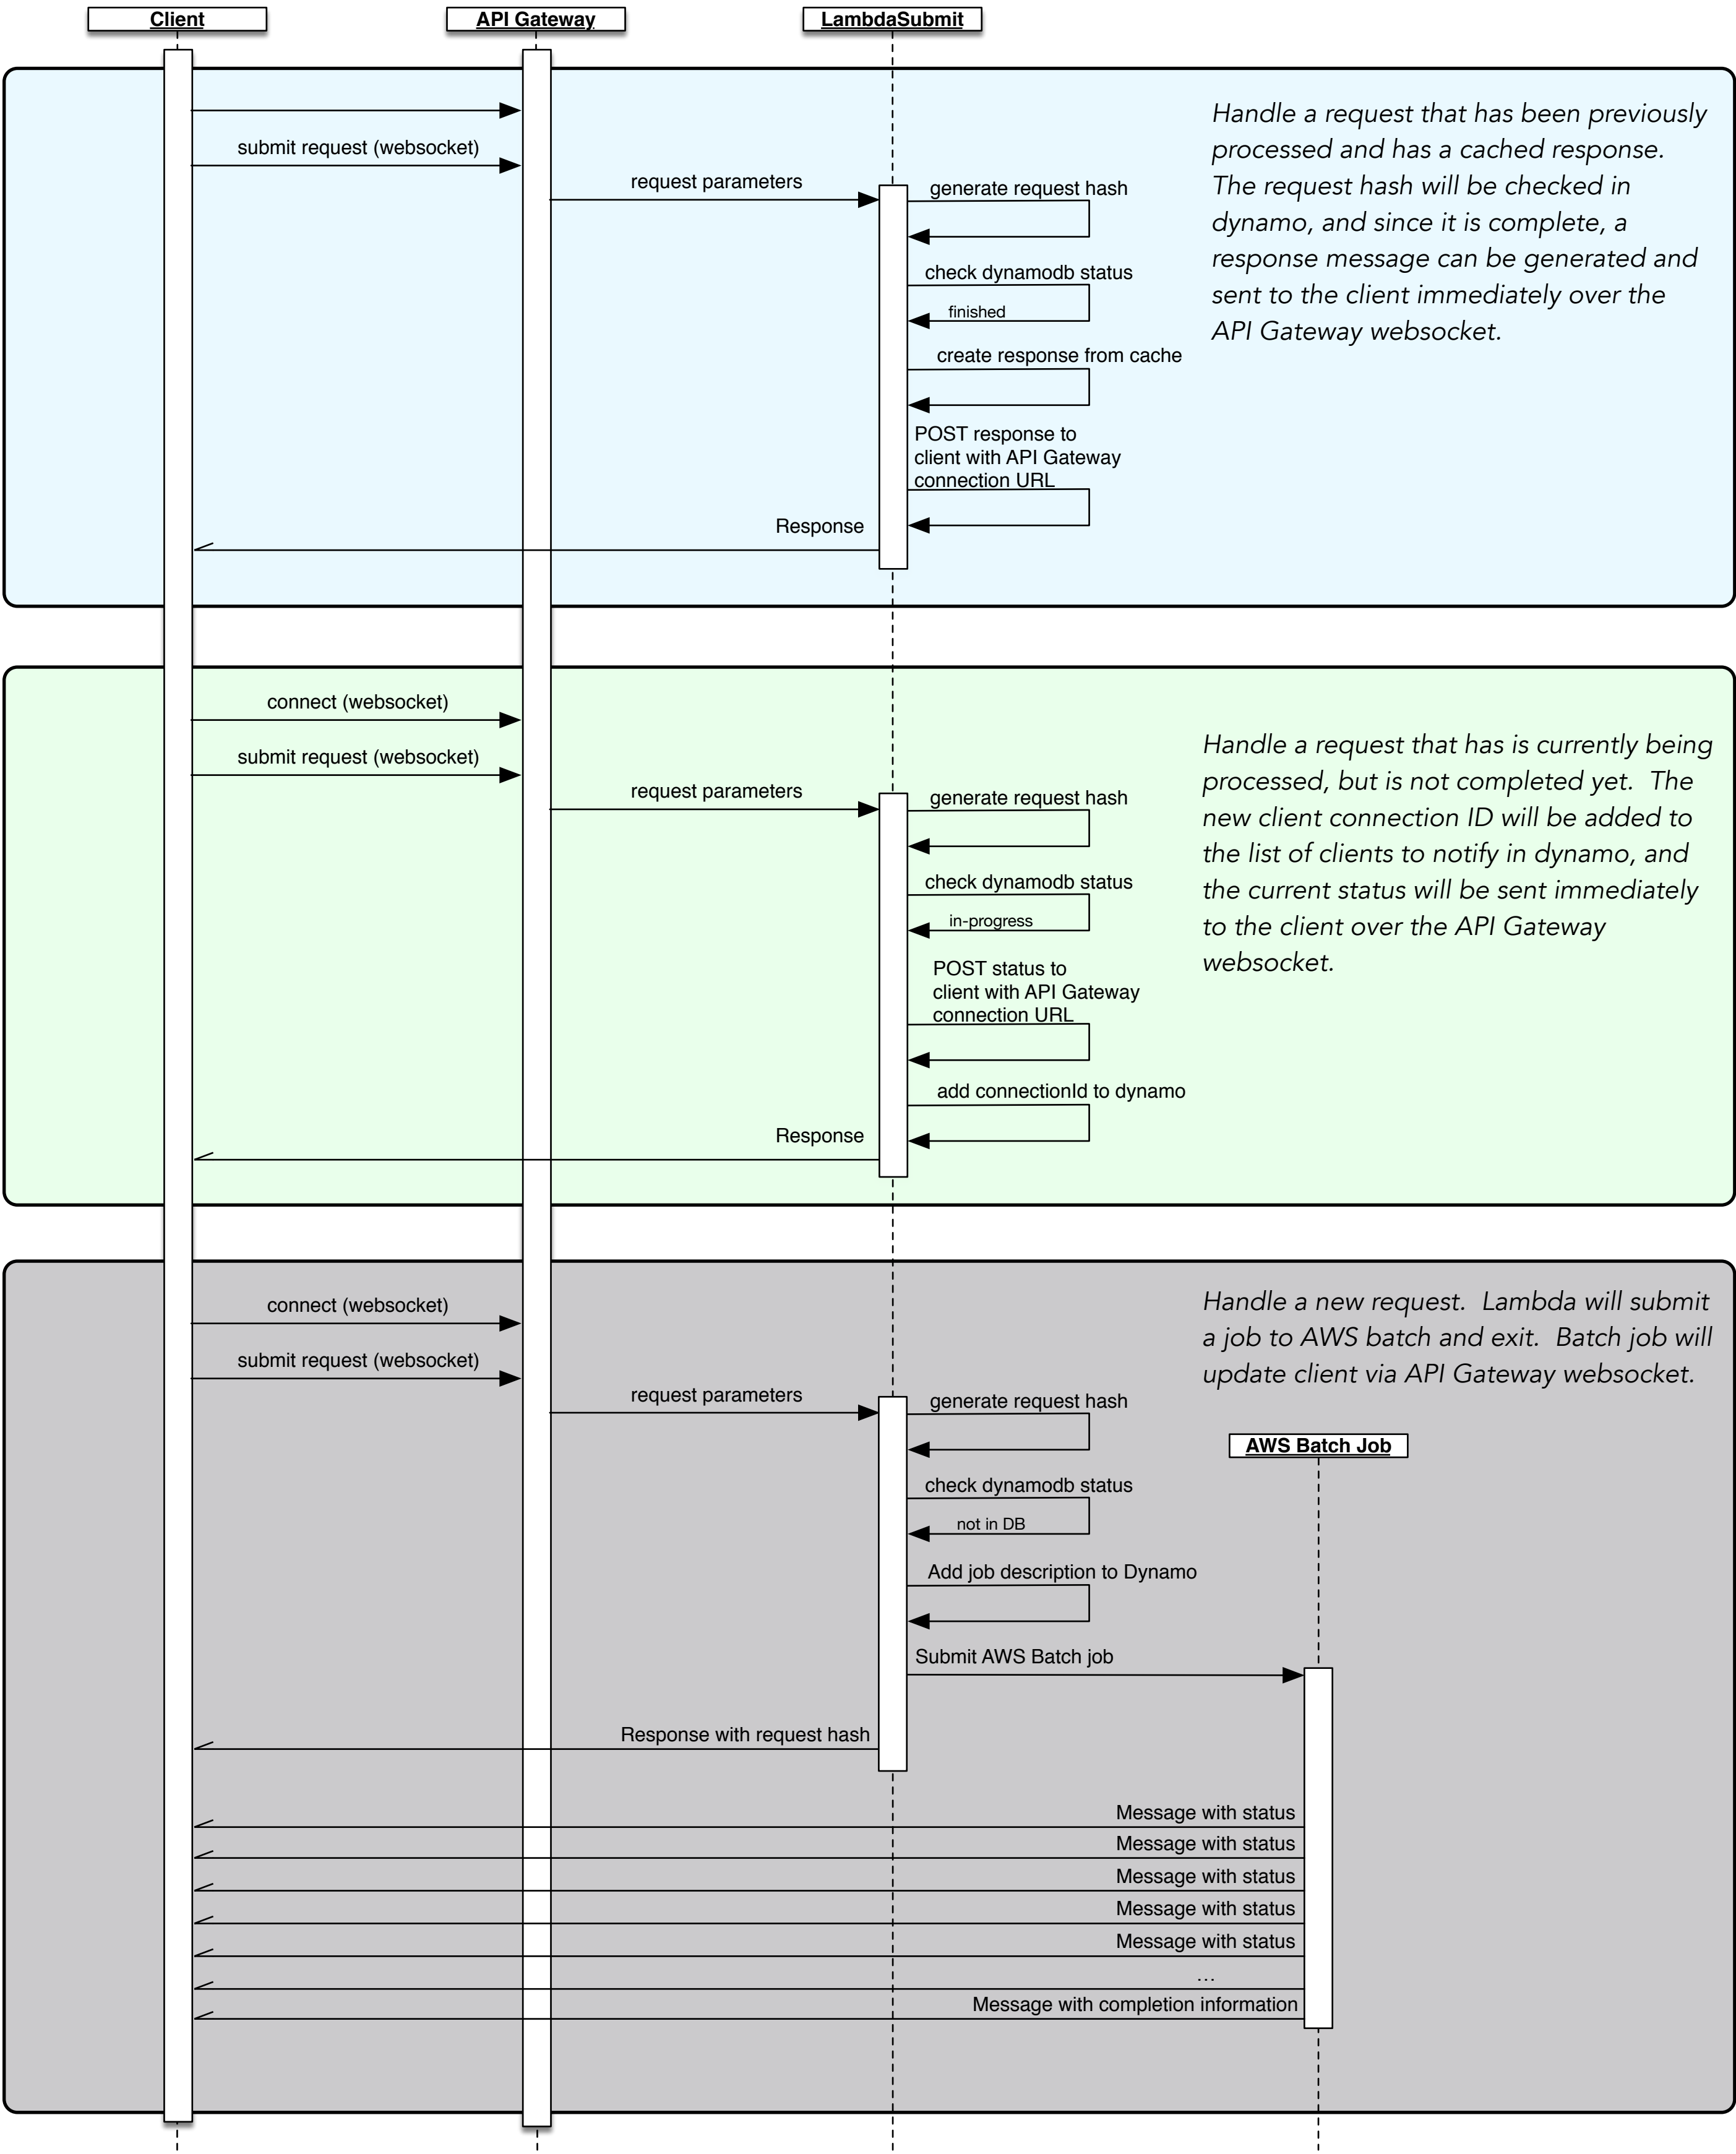 Client
API Gateway
LambdaSubmit
submit request (websocket)
request parameters
generate request hash
check dynamodb status
finished
create response from cache
POST response to
client with API Gateway
connection URL
Response
Handle a request that has been previously
processed and has a cached response.
The request hash will be checked in
dynamo, and since it is complete, a
response message can be generated and
sent to the client immediately over the
API Gateway websocket.
connect (websocket)
submit request (websocket)
request parameters
generate request hash
check dynamodb status
in-progress
POST status to
client with API Gateway
connection URL
add connectionId to dynamo
Response
Handle a request that has is currently being
processed, but is not completed yet.  The
new client connection ID will be added to
the list of clients to notify in dynamo, and
the current status will be sent immediately
to the client over the API Gateway
websocket.
Handle a new request.  Lambda will submit
a job to AWS batch and exit.  Batch job will
update client via API Gateway websocket.
connect (websocket)
submit request (websocket)
request parameters
generate request hash
AWS Batch Job
check dynamodb status
not in DB
Add job description to Dynamo
Submit AWS Batch job
Response with request hash
Message with status
Message with status
Message with status
Message with status
Message with status
...
Message with completion information